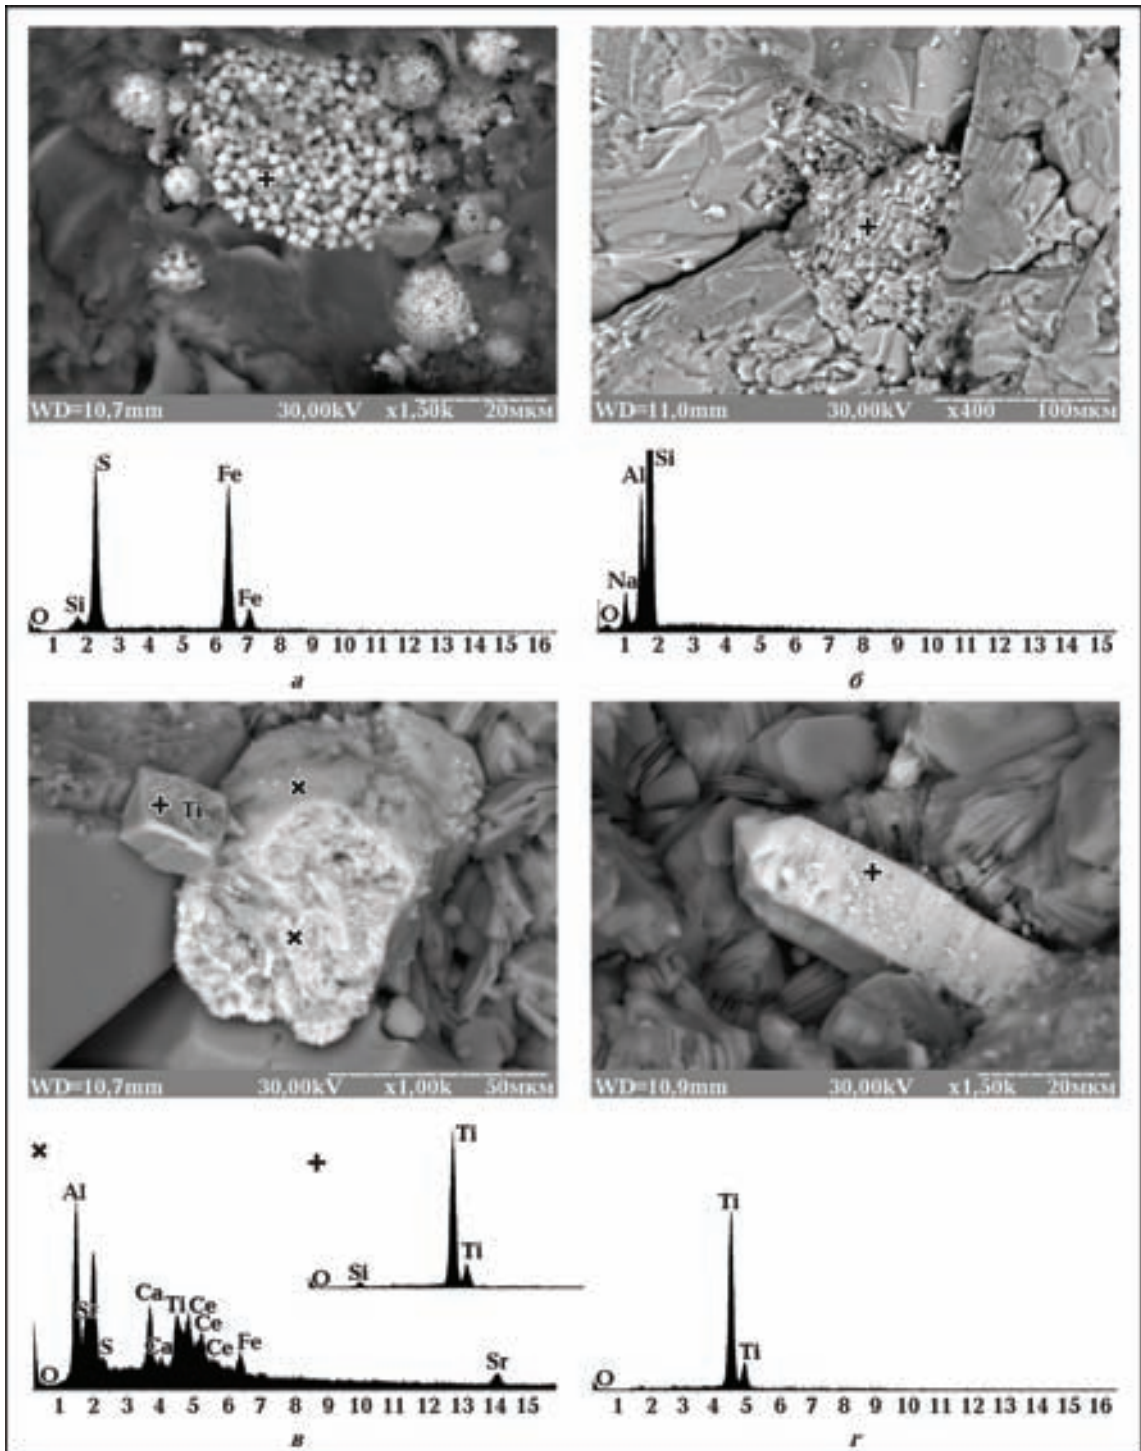 WD=10,7mm 30,00kV x1,50k 20мкм
WD=11,0mm 30,00kV x400 100мкм
S
Fe
O Si Fe
1 2 3 4 5 6 7 8 9 10 11 12 13 14 15 16
а
Al Si
Na
O
1 2 3 4 5 6 7 8 9 10 11 12 13 14 15
б
+ Ti
×
×
WD=10,7mm 30,00kV x1,00k 50мкм
WD=10,9mm 30,00kV x1,50k 20мкм
×
Al
Sr
S
Ca Ti Ce
Ca Ce
Ce Fe
O Sr
1 2 3 4 5 6 7 8 9 10 11 12 13 14 15
+
Ti
O Si Ti
в
Ti
Ti
O
1 2 3 4 5 6 7 8 9 10 11 12 13 14 15 16
г